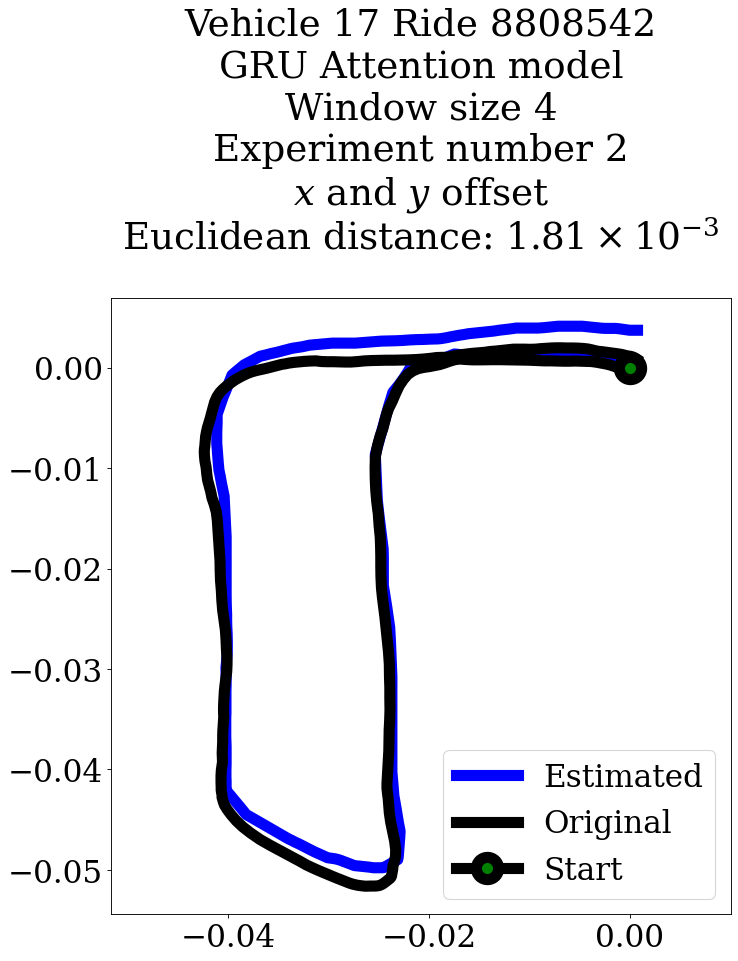 Vehicle 17 Ride 8808542
GRU Attention model
Window size 4
Experiment number 2
x and y offset
Euclidean distance: 1.81 × 10⁻³
0.00
−0.01
−0.02
−0.03
−0.04
−0.05
Estimated
Original
Start
−0.04 −0.02 0.00